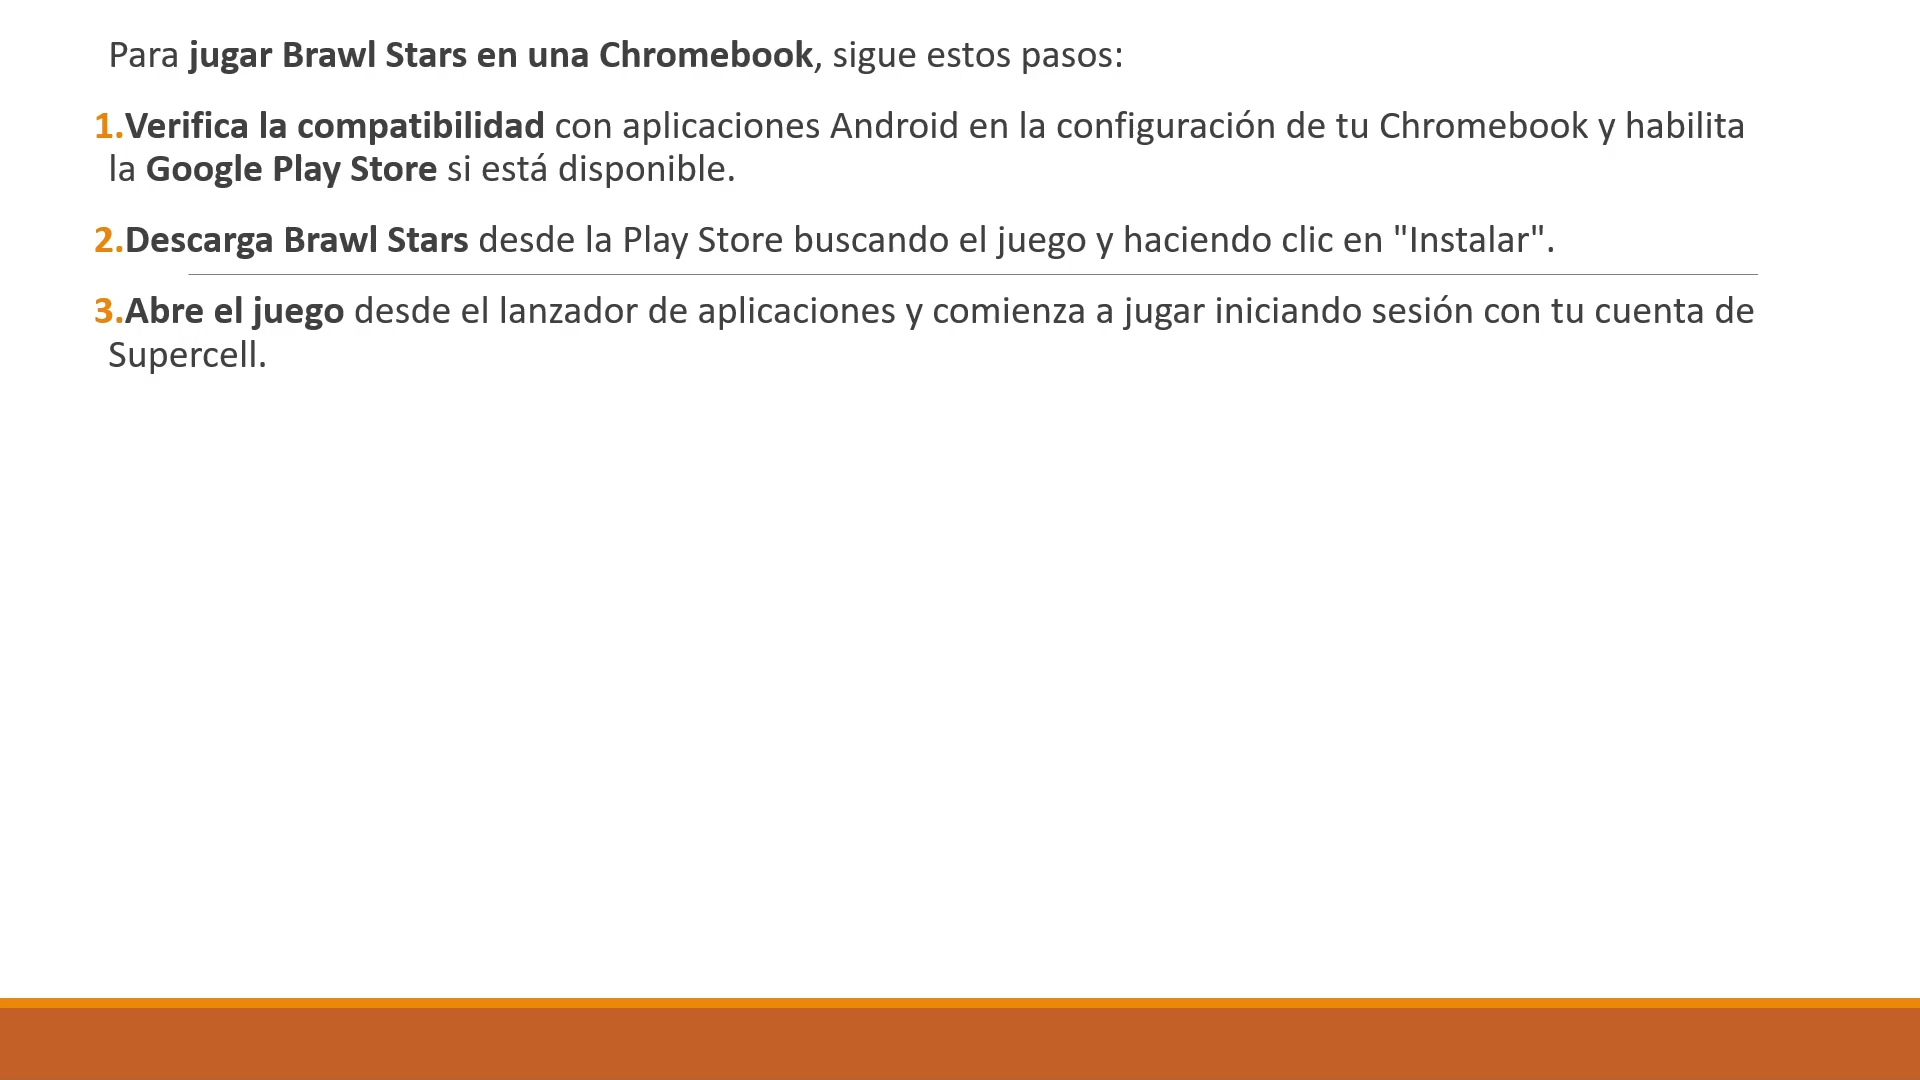 Para jugar Brawl Stars en una Chromebook, sigue estos pasos:
1.Verifica la compatibilidad con aplicaciones Android en la configuración de tu Chromebook y habilita
la Google Play Store si está disponible.
2.Descarga Brawl Stars desde la Play Store buscando el juego y haciendo clic en "Instalar".
3.Abre el juego desde el lanzador de aplicaciones y comienza a jugar iniciando sesión con tu cuenta de
Supercell.